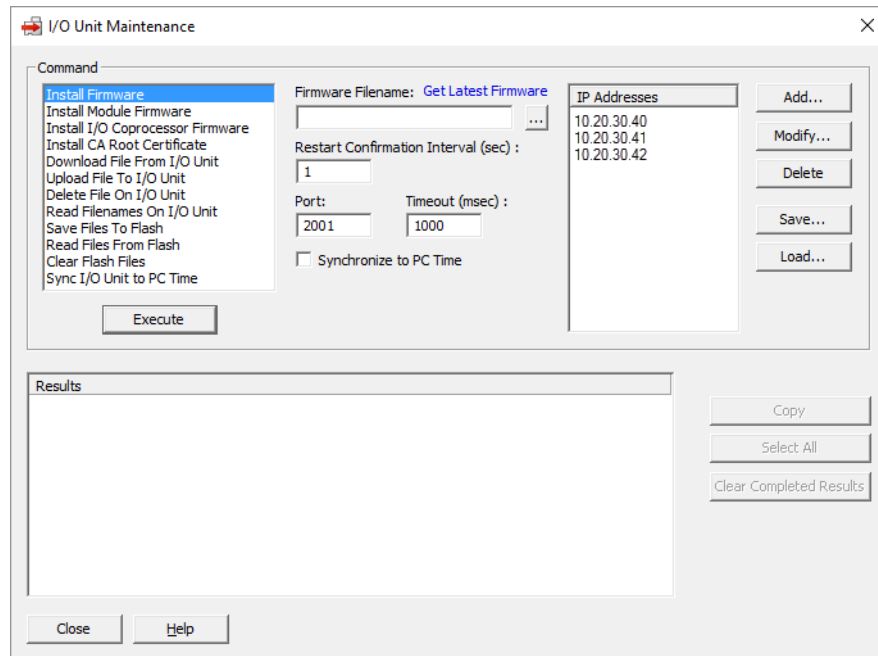 I/O Unit Maintenance
Command
Install Firmware
Install Module Firmware
Install I/O Coprocessor Firmware
Install CA Root Certificate
Download File From I/O Unit
Upload File To I/O Unit
Delete File On I/O Unit
Read Filenames On I/O Unit
Save Files To Flash
Read Files From Flash
Clear Flash Files
Sync I/O Unit to PC Time
Execute
Firmware Filename: Get Latest Firmware
...
Restart Confirmation Interval (sec) :
1
Port: Timeout (msec) :
2001 1000
Synchronize to PC Time
IP Addresses
10.20.30.40
10.20.30.41
10.20.30.42
Add...
Modify...
Delete
Save...
Load...
Results
Copy
Select All
Clear Completed Results
Close Help